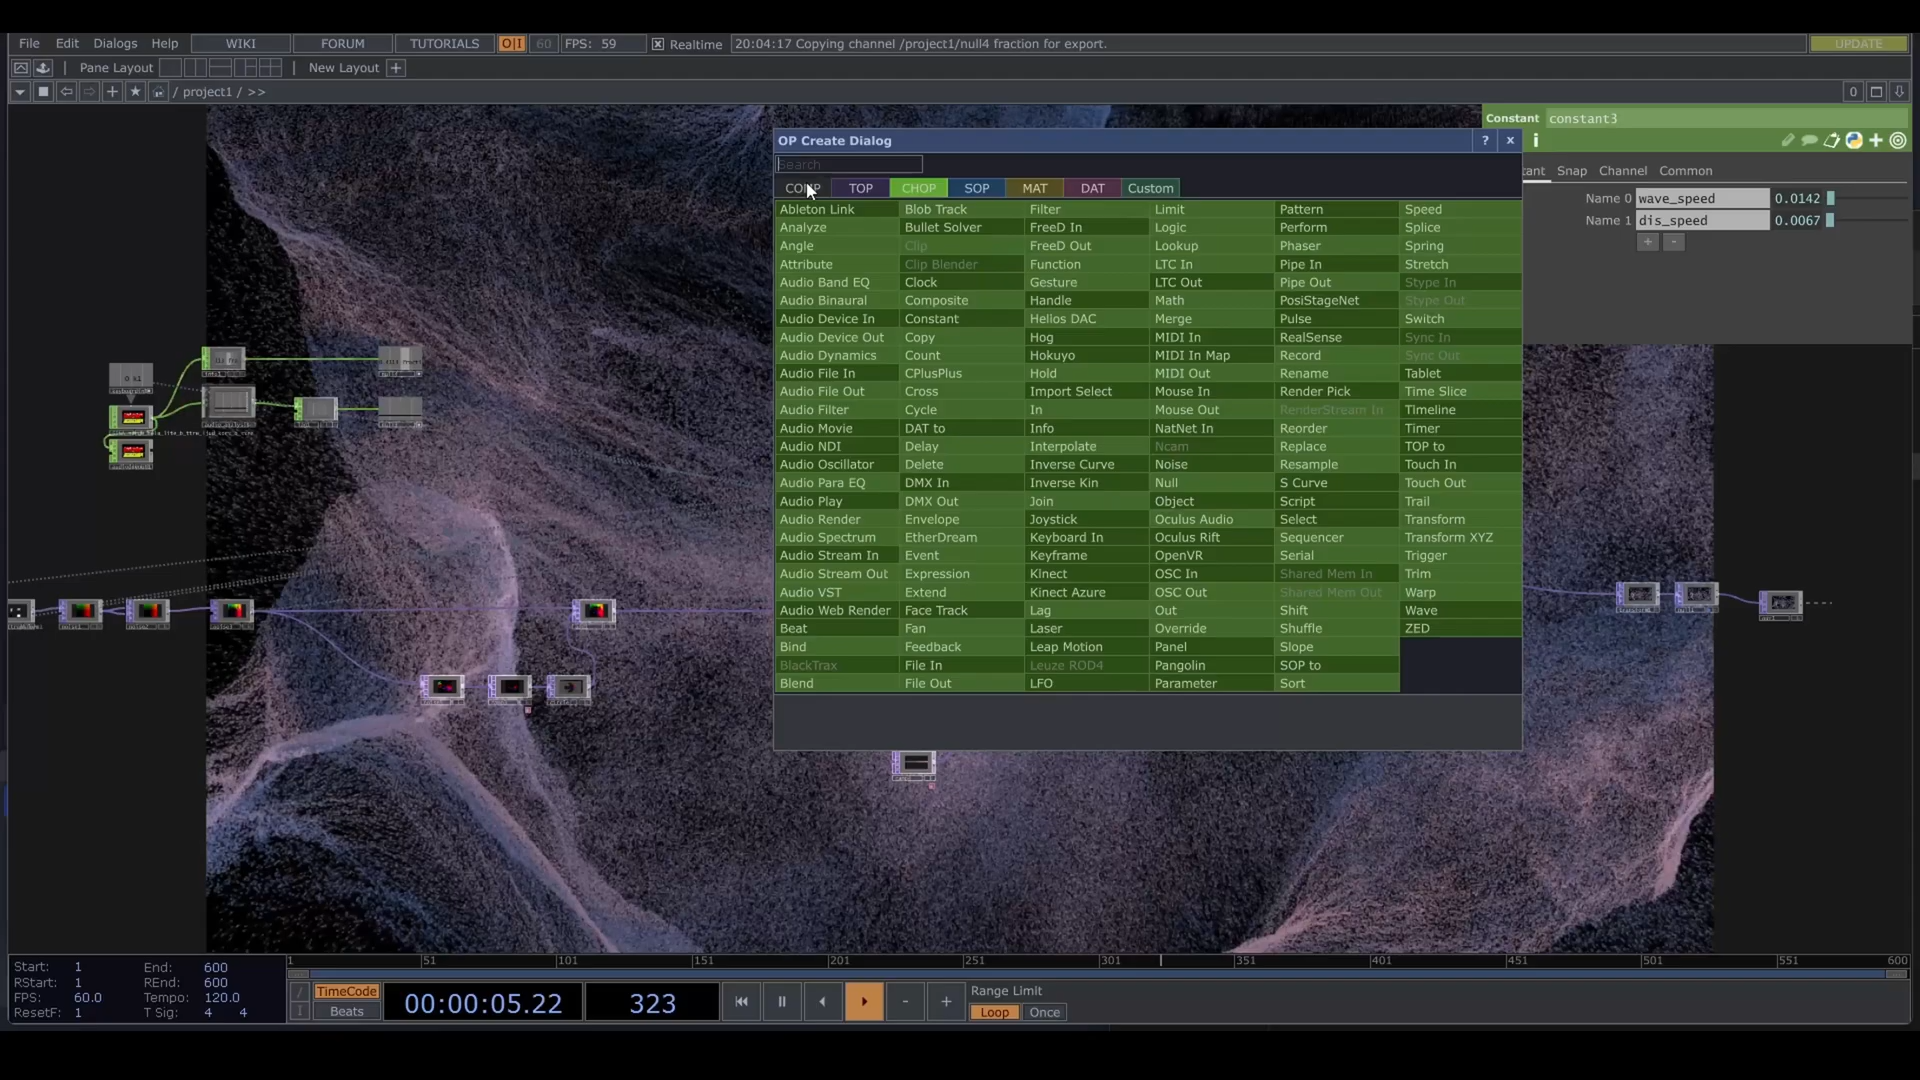 File Edit Dialogs Help WIKI FORUM TUTORIALS O|I 60 FPS: 59 Realtime 20:04:17 Copying channel /project1/null4 fraction for export. UPDATE
Pane Layout New Layout +
/ project1 / >> 0
Constant constant3
OP Create Dialog ? x
Search
COMP TOP CHOP SOP MAT DAT Custom
Snap Channel Common
Name 0 wave_speed 0.0142
Name 1 dis_speed 0.0067
+ -
Ableton Link Blob Track Filter Limit Pattern Speed
Analyze Bullet Solver FreeD In Logic Perform Splice
Angle Clip FreeD Out Lookup Phaser Spring
Attribute Clip Blender Function LTC In Pipe In Stretch
Audio Band EQ Clock Gesture LTC Out Pipe Out Stype In
Audio Binaural Composite Handle Math PosiStageNet Stype Out
Audio Device In Constant Helios DAC Merge Pulse Switch
Audio Device Out Copy Hog MIDI In RealSense Sync In
Audio Dynamics Count Hokuyo MIDI In Map Record Sync Out
Audio File In CPlusPlus Hold MIDI Out Rename Tablet
Audio File Out Cross Import Select Mouse In Render Pick Time Slice
Audio Filter Cycle In Mouse Out RenderStream In Timeline
Audio Movie DAT to Info NatNet In Reorder Timer
Audio NDI Delay Interpolate Ncam Replace TOP to
Audio Oscillator Delete Inverse Curve Noise Resample Touch In
Audio Para EQ DMX In Inverse Kin Null S Curve Touch Out
Audio Play DMX Out Join Object Script Trail
Audio Render Envelope Joystick Oculus Audio Select Transform
Audio Spectrum EtherDream Keyboard In Oculus Rift Sequencer Transform XYZ
Audio Stream In Event Keyframe OpenVR Serial Trigger
Audio Stream Out Expression Kinect OSC In Shared Mem In Trim
Audio VST Extend Kinect Azure OSC Out Shared Mem Out Warp
Audio Web Render Face Track Lag Out Shift Wave
Beat Fan Laser Override Shuffle ZED
Bind Feedback Leap Motion Panel Slope
BlackTrax File In Leuze ROD4 Pangolin SOP to
Blend File Out LFO Parameter Sort
1 51 101 151 201 251 301 351 401 451 501 551 600
Start: 1 End: 600
RStart: 1 REnd: 600
FPS: 60.0 Tempo: 120.0
ResetF: 1 T Sig: 4 4
TimeCode
Beats
00:00:05.22 323
- +
Range Limit
Loop Once